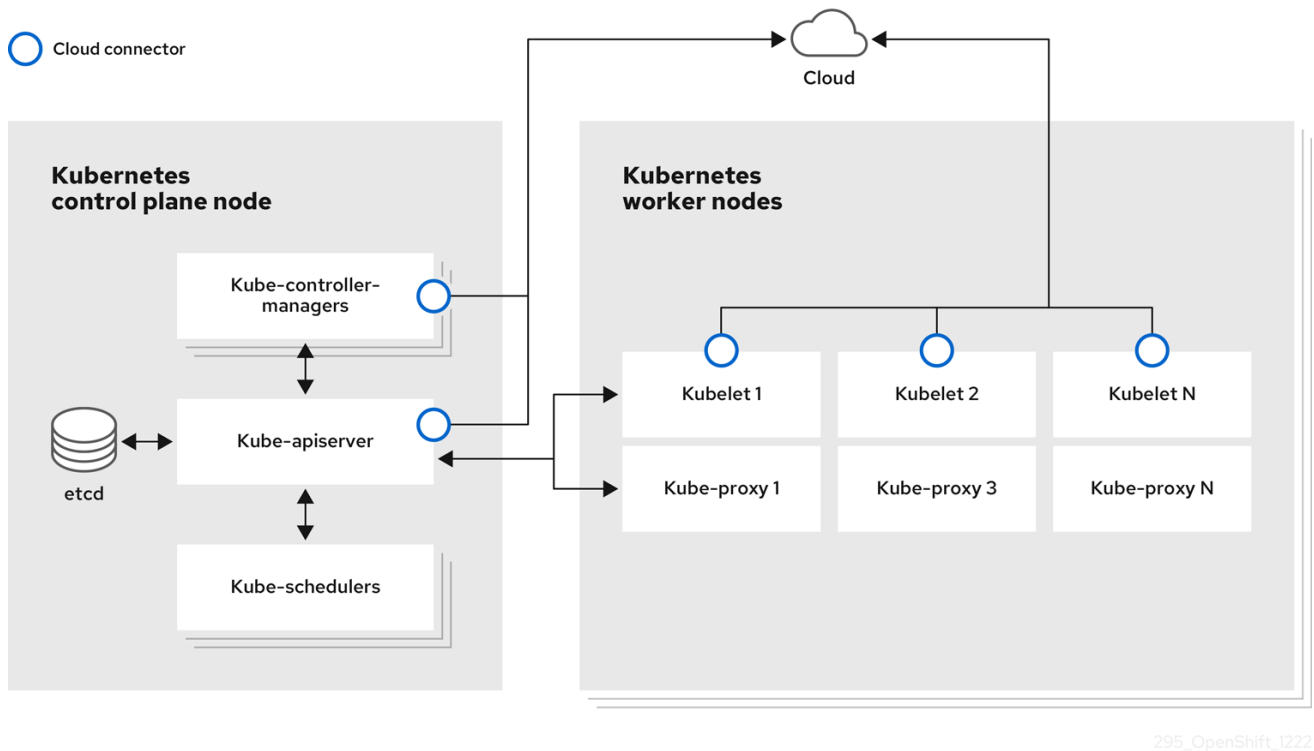 Cloud connector
Cloud
Kubernetes
control plane node
Kube-controller-
managers
Kube-apiserver
etcd
Kube-schedulers
Kubernetes
worker nodes
Kubelet 1
Kubelet 2
Kubelet N
Kube-proxy 1
Kube-proxy 3
Kube-proxy N
295_OpenShift_1222